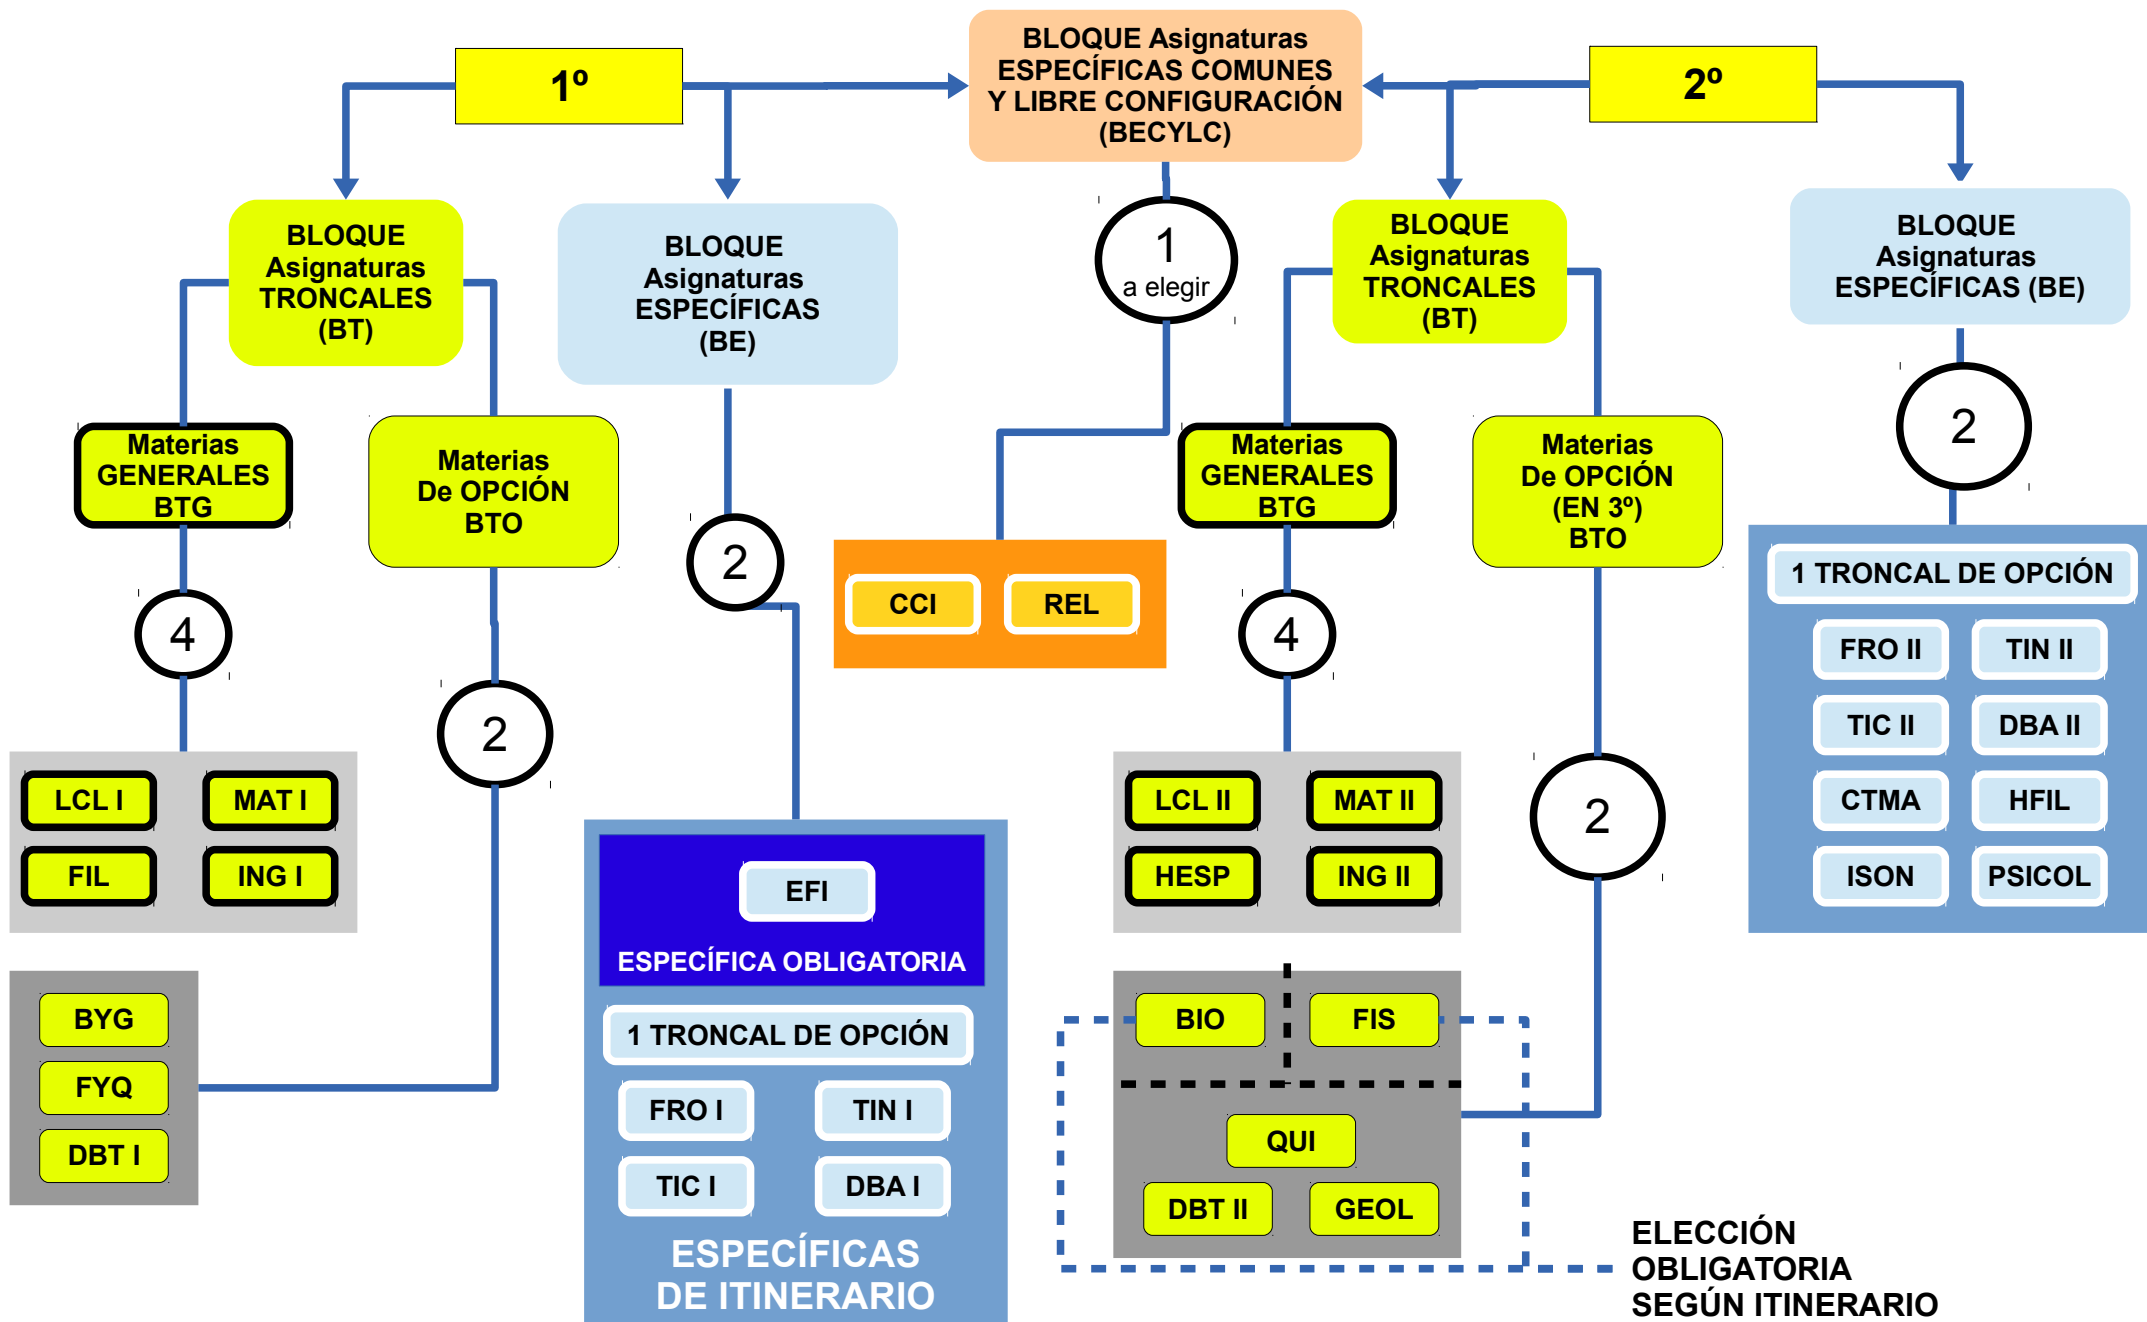 1º
BLOQUE Asignaturas
ESPECÍFICAS COMUNES
Y LIBRE CONFIGURACIÓN
(BECYLC)
2º
BLOQUE
Asignaturas
TRONCALES
(BT)
BLOQUE
Asignaturas
ESPECÍFICAS
(BE)
1
a elegir
BLOQUE
Asignaturas
TRONCALES
(BT)
BLOQUE
Asignaturas
ESPECÍFICAS (BE)
Materias
GENERALES
BTG
Materias
De OPCIÓN
BTO
2
Materias
GENERALES
BTG
Materias
De OPCIÓN
(EN 3º)
BTO
2
4
2
CCI
REL
4
2
1 TRONCAL DE OPCIÓN
FRO II
TIN II
TIC II
DBA II
CTMA
HFIL
ISON
PSICOL
LCL I
MAT I
FIL
ING I
EFI
ESPECÍFICA OBLIGATORIA
LCL II
MAT II
HESP
ING II
BYG
FYQ
DBT I
1 TRONCAL DE OPCIÓN
FRO I
TIN I
TIC I
DBA I
ESPECÍFICAS
DE ITINERARIO
BIO
FIS
QUI
DBT II
GEOL
ELECCIÓN
OBLIGATORIA
SEGÚN ITINERARIO